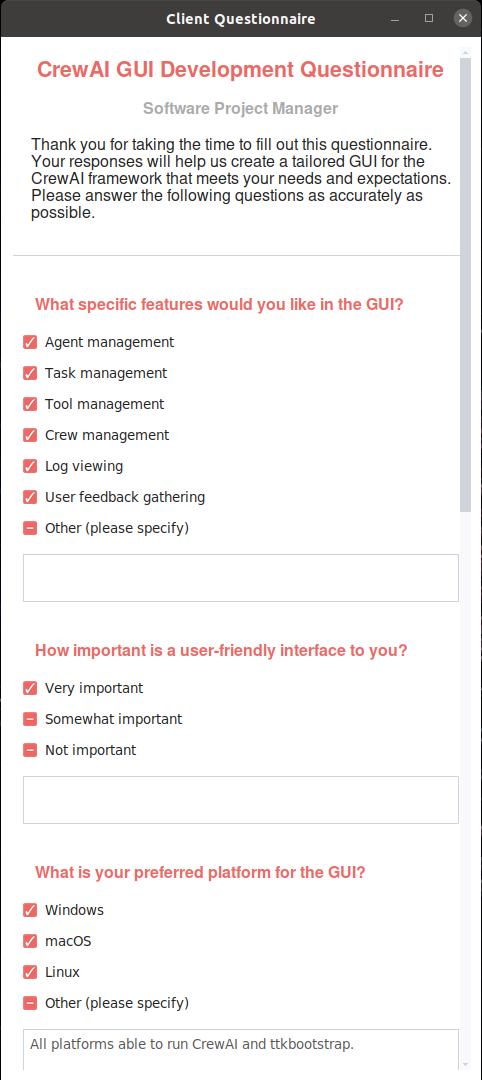 Client Questionnaire
CrewAI GUI Development Questionnaire
Software Project Manager
Thank you for taking the time to fill out this questionnaire.
Your responses will help us create a tailored GUI for the
CrewAI framework that meets your needs and expectations.
Please answer the following questions as accurately as
possible.
What specific features would you like in the GUI?
Agent management
Task management
Tool management
Crew management
Log viewing
User feedback gathering
Other (please specify)
How important is a user-friendly interface to you?
Very important
Somewhat important
Not important
What is your preferred platform for the GUI?
Windows
macOS
Linux
Other (please specify)
All platforms able to run CrewAI and ttkbootstrap.